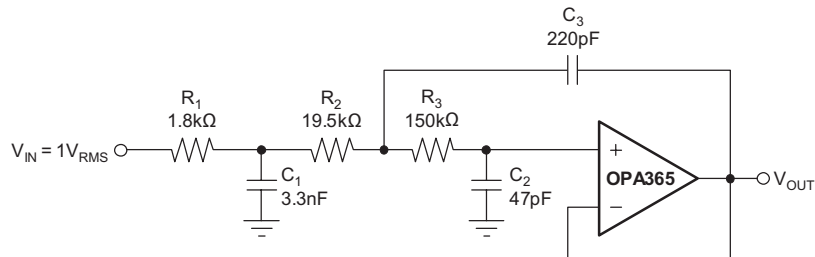 C3
220pF
R1
1.8kΩ
R2
19.5kΩ
R3
150kΩ
VIN = 1VRMS
C1
3.3nF
C2
47pF
+
OPA365
−
VOUT